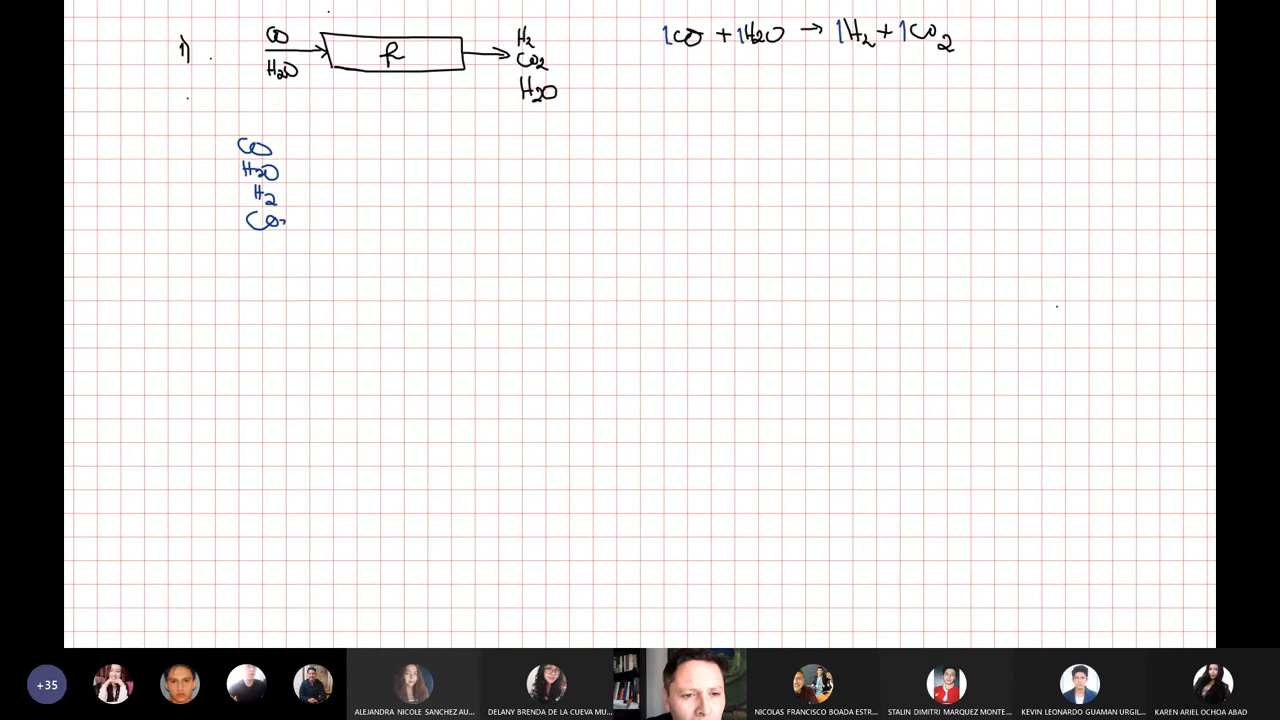 1)
CO
H2O
R
H2
CO2
H2O
1CO + 1H2O → 1H2 + 1CO2
CO
H2O
H2
CO2
+35
ALEJANDRA NICOLE SANCHEZ AU...
DELANY BRENDA DE LA CUEVA MU...
NICOLAS FRANCISCO BOADA ESTR...
STALIN DIMITRI MARQUEZ MONTE...
KEVIN LEONARDO GUAMAN URGIL...
KAREN ARIEL OCHOA ABAD